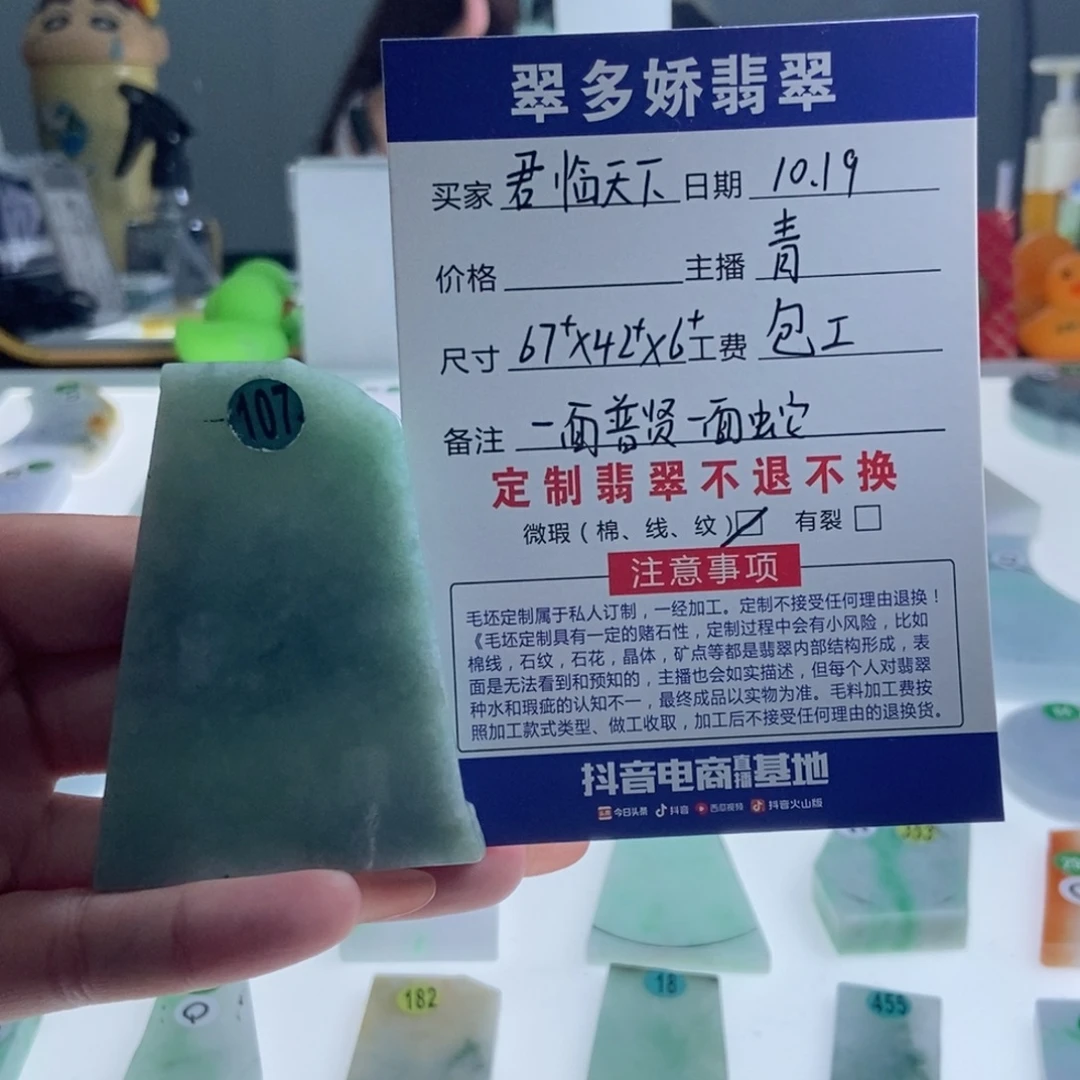 翠多娇翡翠
买家 君临天下 日期 10.19
价格 主播 青
尺寸 67⁺X42⁺X6⁺ 工费 包工
备注 一面普贤一面蛇
定制翡翠不退不换
微瑕(棉、线、纹) 有裂
注意事项
毛坯定制属于私人订制,一经加工。定制不接受任何理由退换!
《毛坯定制具有一定的赌石性,定制过程中会有小风险,比如
棉线,石纹,石花,晶体,矿点等都是翡翠内部结构形成,表
面是无法看到和预知的,主播也会如实描述,但每个人对翡翠
种水和瑕疵的认知不一,最终成品以实物为准。毛料加工费按
照加工款式类型、做工收取,加工后不接受任何理由的退换货。
抖音电商直播基地
今日头条 抖音 西瓜视频 抖音火山版
107
182
18
455